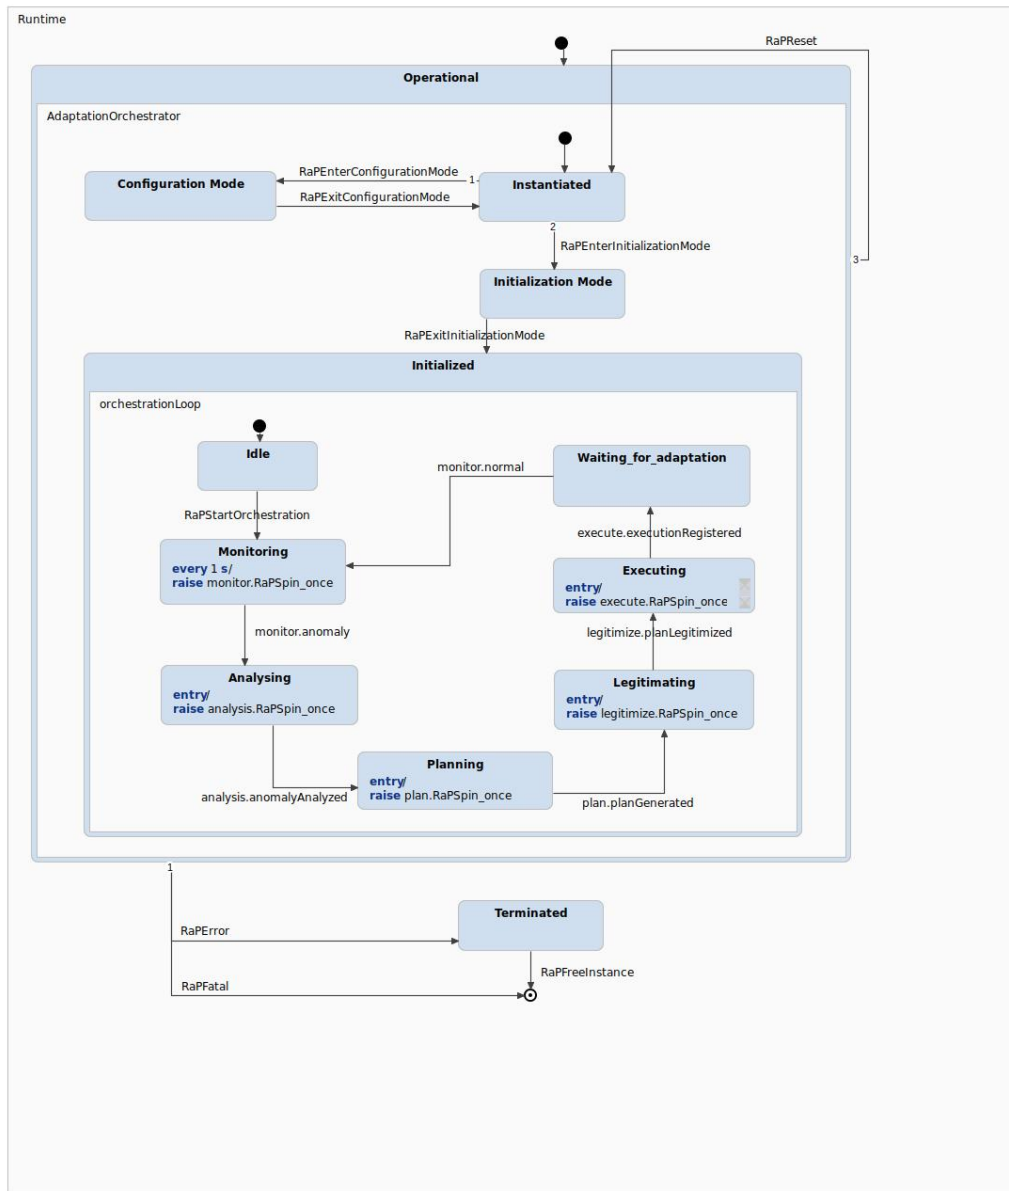 Runtime
RaPReset
Operational
AdaptationOrchestrator
RaPEnterConfigurationMode
Configuration Mode
1
Instantiated
RaPExitConfigurationMode
2
RaPEnterInitializationMode
3
Initialization Mode
RaPExitInitializationMode
Initialized
orchestrationLoop
Idle
Waiting_for_adaptation
monitor.normal
RaPStartOrchestration
execute.executionRegistered
Monitoring
every 1 s/
raise monitor.RaPSpin_once
Executing
entry/
raise execute.RaPSpin_once
monitor.anomaly
legitimize.planLegitimized
Analysing
entry/
raise analysis.RaPSpin_once
Legitimating
entry/
raise legitimize.RaPSpin_once
Planning
entry/
raise plan.RaPSpin_once
analysis.anomalyAnalyzed
plan.planGenerated
1
Terminated
RaPError
RaPFreeInstance
RaPFatal